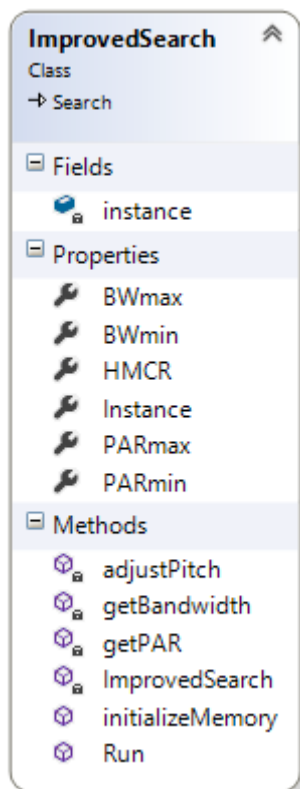 ImprovedSearch
Class
Search
Fields
instance
Properties
BWmax
BWmin
HMCR
Instance
PARmax
PARmin
Methods
adjustPitch
getBandwidth
getPAR
ImprovedSearch
initializeMemory
Run